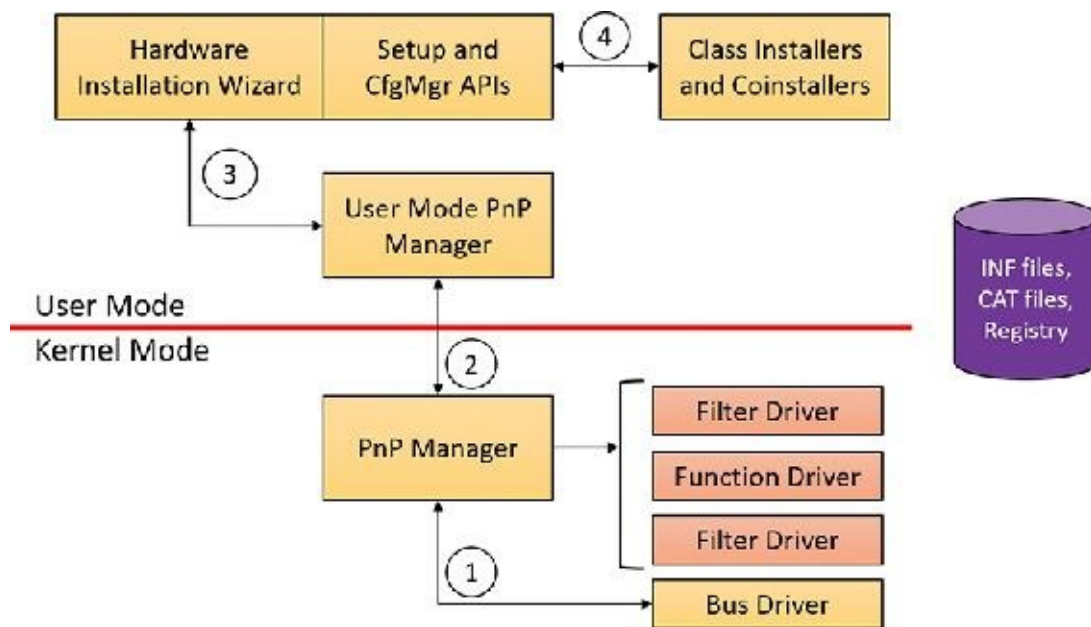 Hardware
Installation Wizard
Setup and
CfgMgr APIs
4
Class Installers
and Coinstallers
3
User Mode PnP
Manager
INF files,
CAT files,
Registry
User Mode
Kernel Mode
2
PnP Manager
Filter Driver
Function Driver
Filter Driver
1
Bus Driver